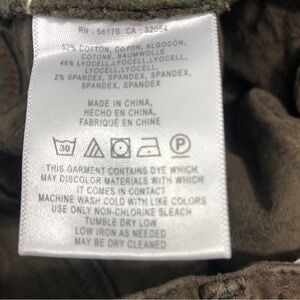 RN: 66170 CA: 32054
52% COTTON, COTON, ALGODÓN,
COTONE, BAUMWOLLE
46% LYOCELL,LYOCELL,LYOCELL,
LYOCELL,LYOCELL
2% SPANDEX, SPANDEX, SPANDEX,
SPANDEX, SPANDEX
MADE IN CHINA,
HECHO EN CHINA,
FABRIQUÉ EN CHINE
30 P
THIS GARMENT CONTAINS DYE WHICH
MAY DISCOLOR MATERIALS WITH WHICH
IT COMES IN CONTACT
MACHINE WASH COLD WITH LIKE COLORS
USE ONLY NON-CHLORINE BLEACH
TUMBLE DRY LOW
LOW IRON AS NEEDED
MAY BE DRY CLEANED